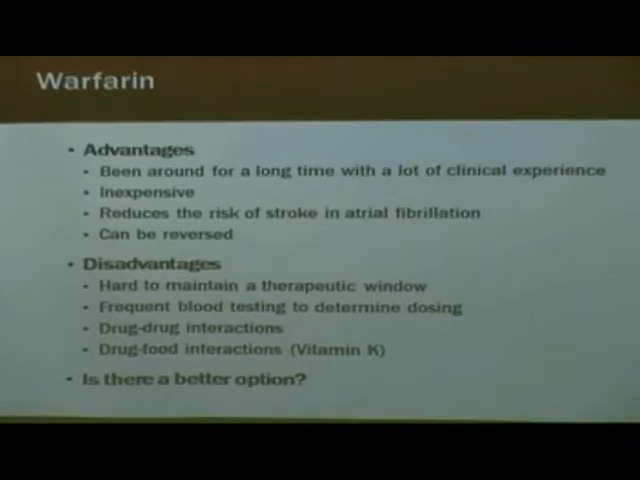 Warfarin
• Advantages
• Been around for a long time with a lot of clinical experience
• Inexpensive
• Reduces the risk of stroke in atrial fibrillation
• Can be reversed
• Disadvantages
• Hard to maintain a therapeutic window
• Frequent blood testing to determine dosing
• Drug-drug interactions
• Drug-food interactions (Vitamin K)
• Is there a better option?